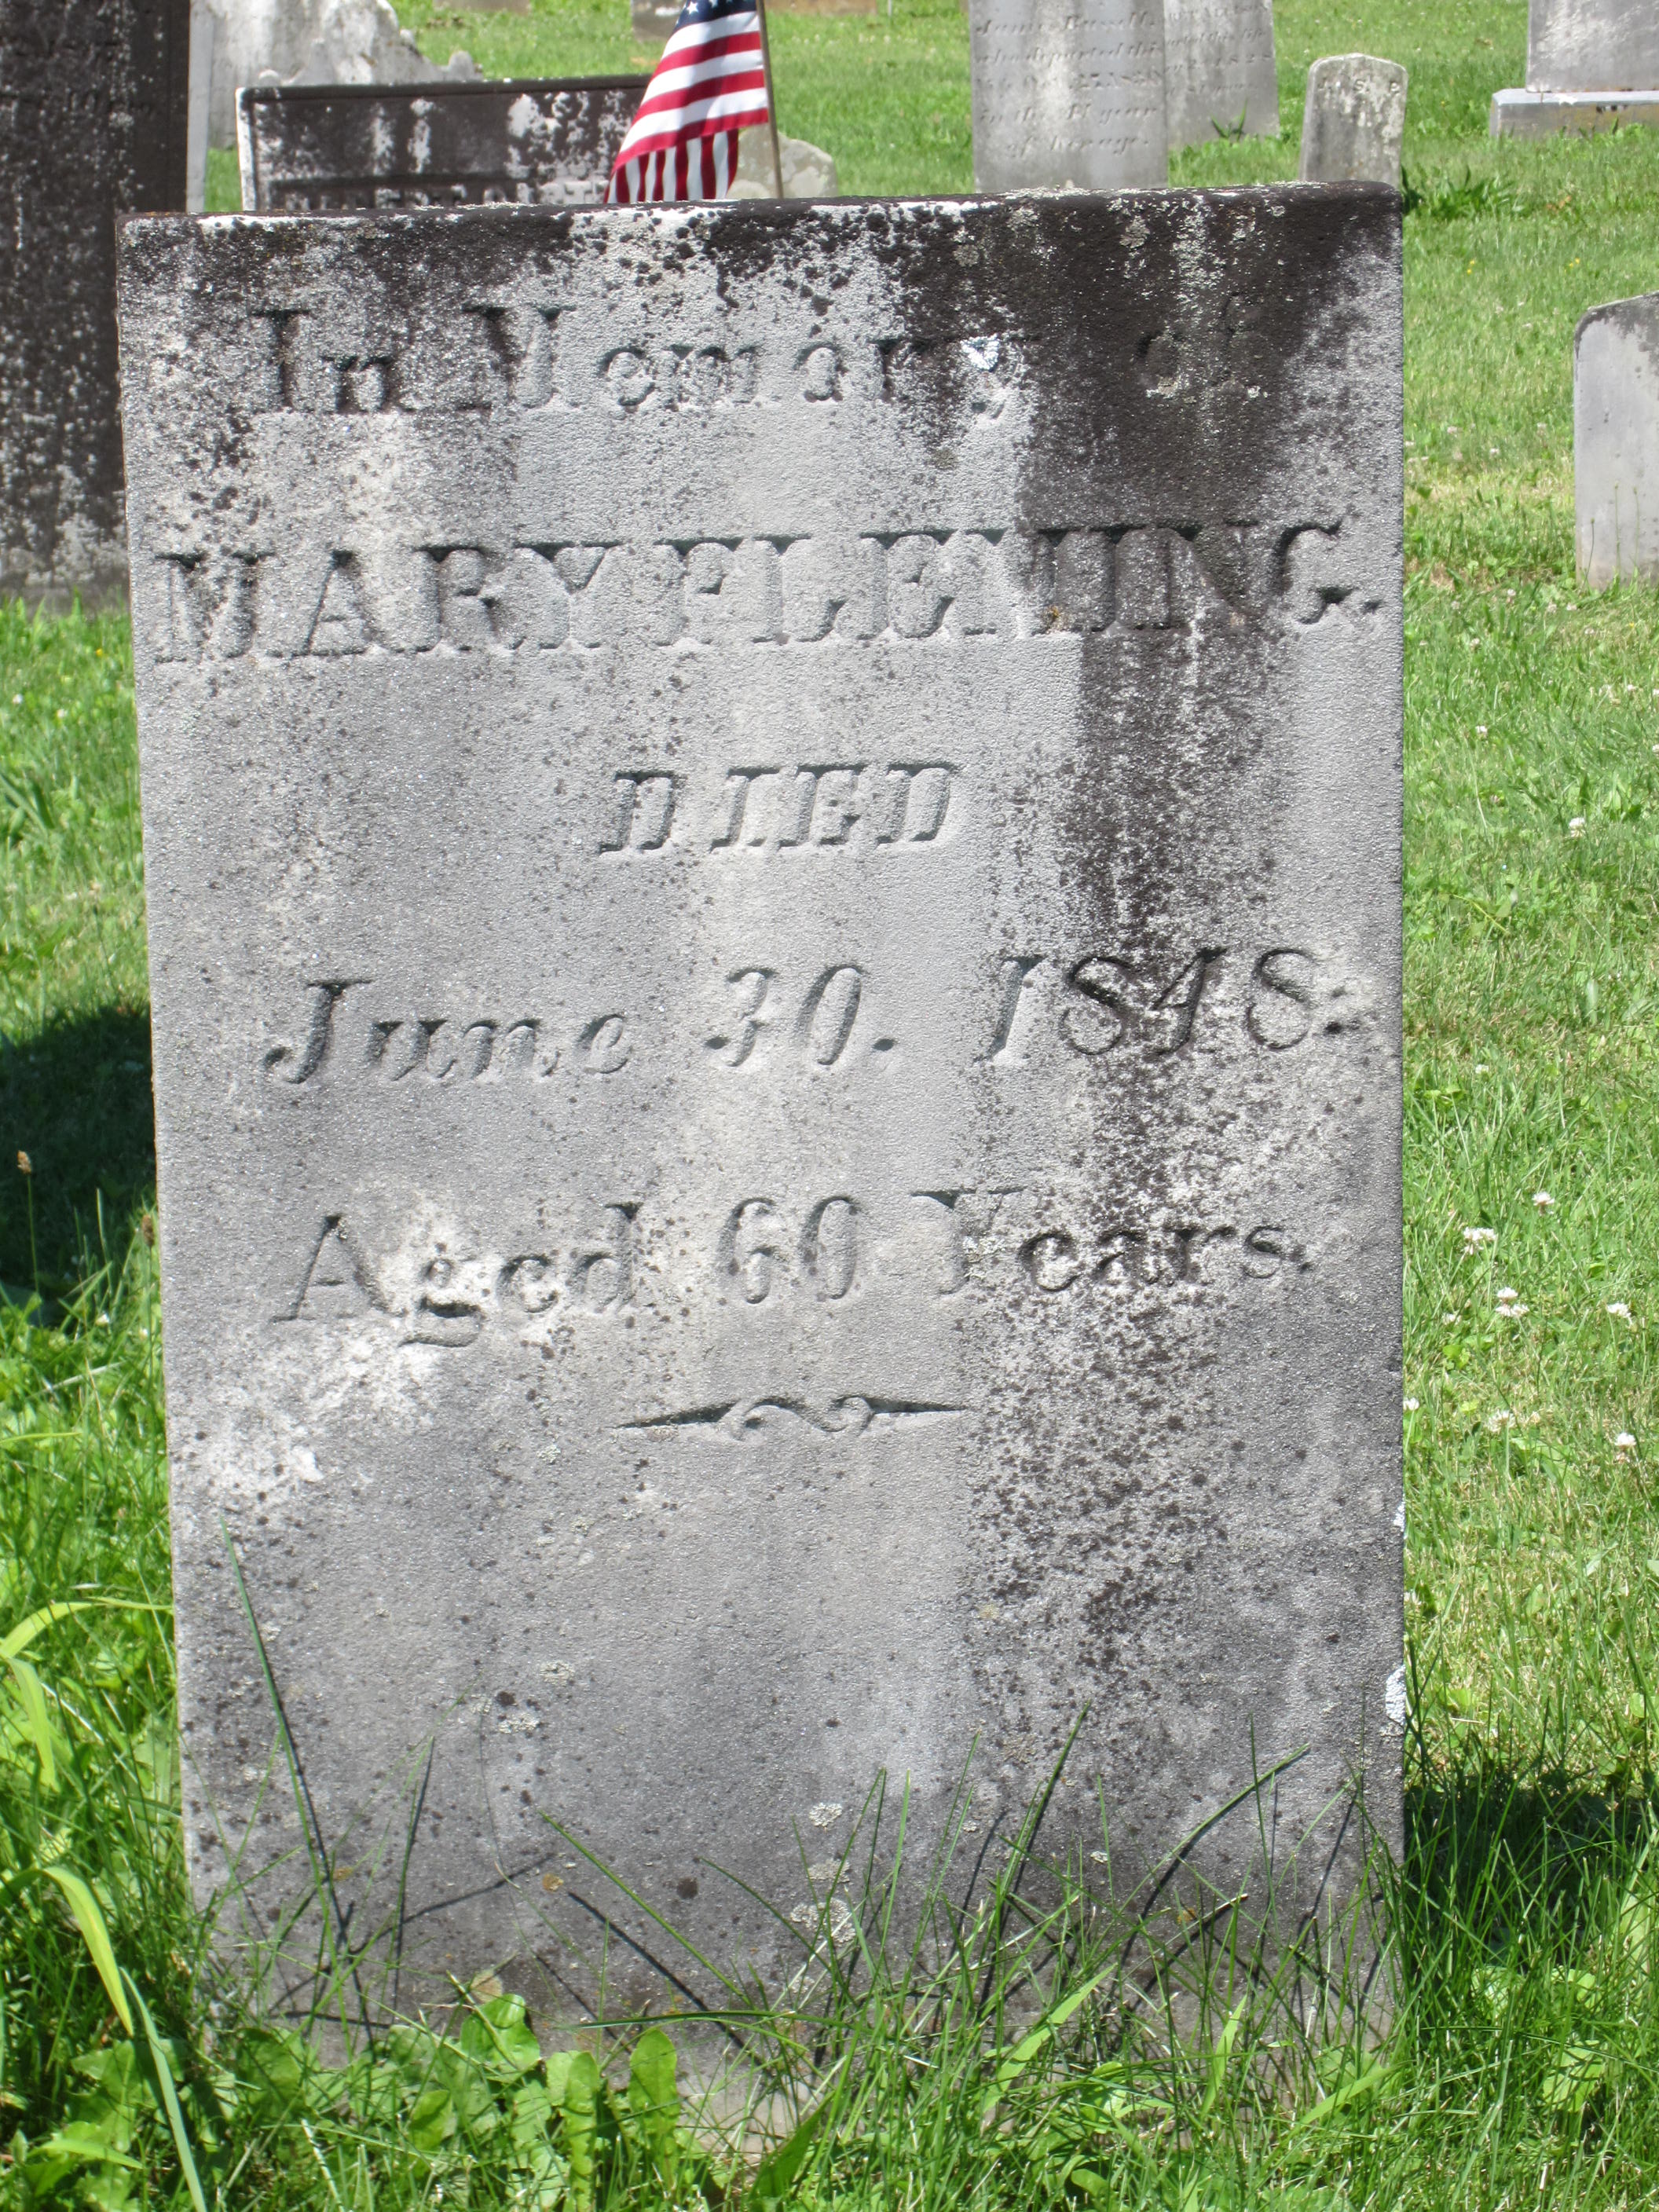 In Memory of
MARY FLEMING.
DIED
June 30, 1848:
Aged 60 Years.